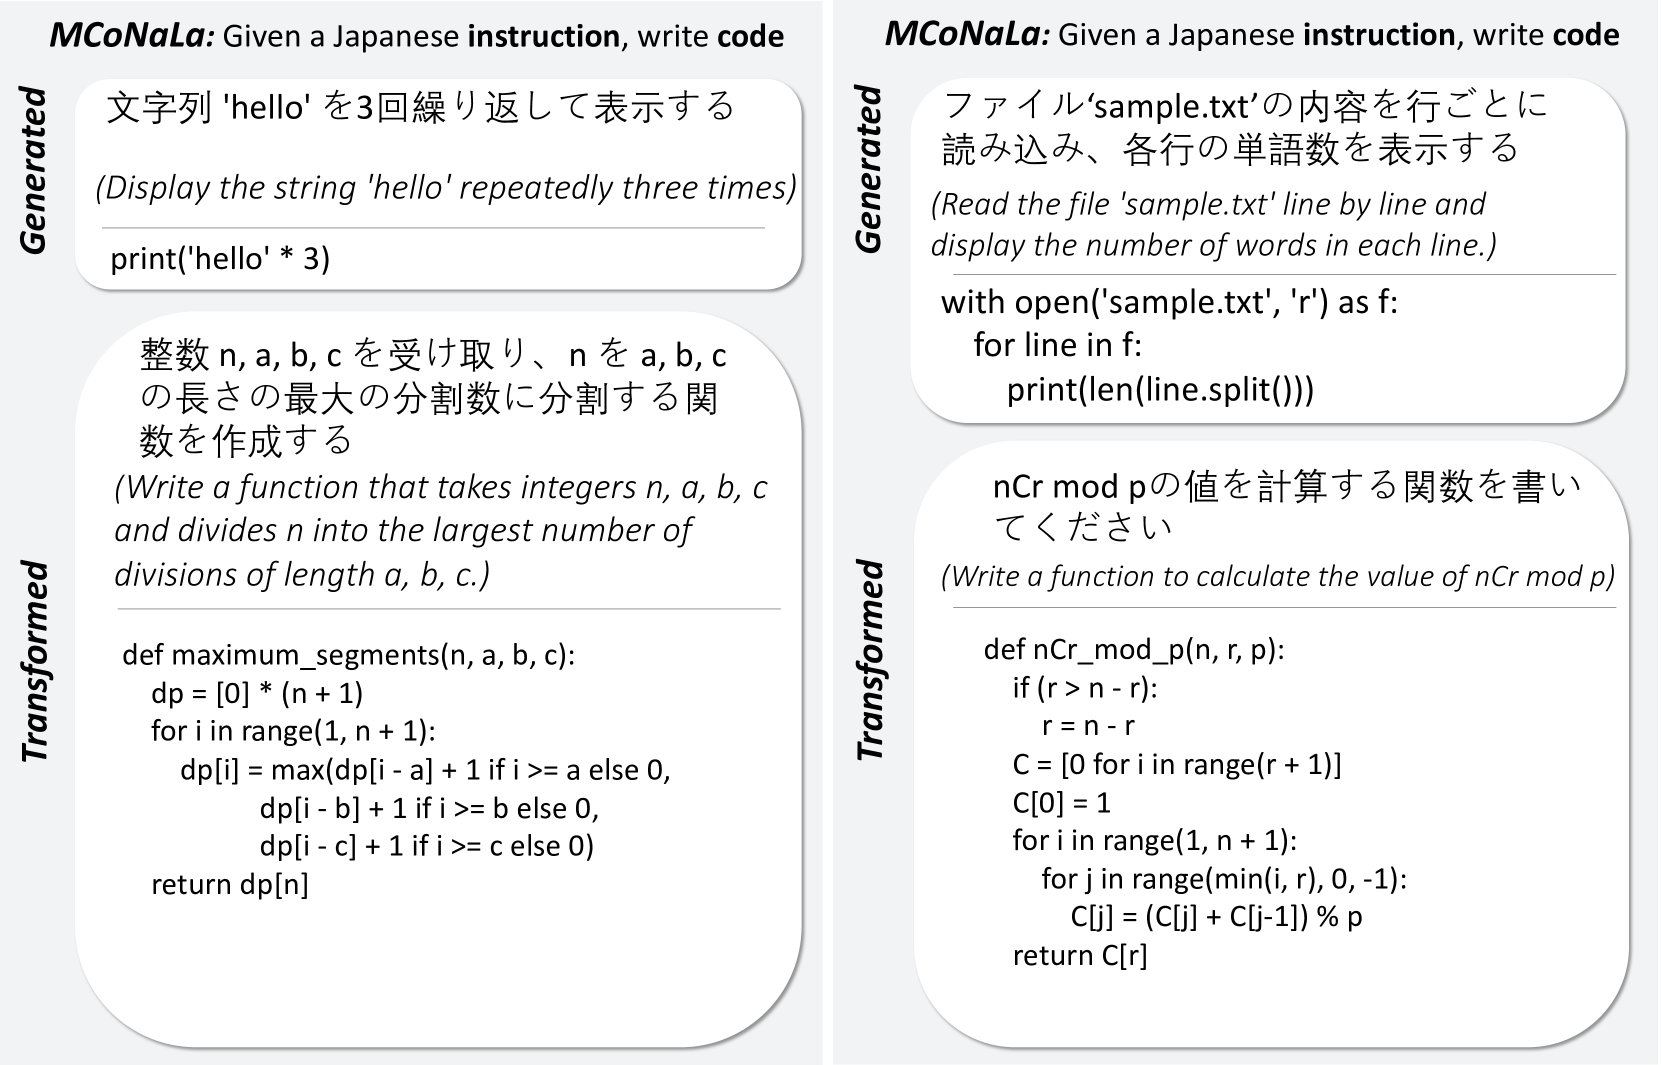 MCoNaLa: Given a Japanese instruction, write code
Generated
文字列 'hello' を3回繰り返して表示する
(Display the string 'hello' repeatedly three times)
print('hello' * 3)
Transformed
整数 n, a, b, c を受け取り、n を a, b, c
の長さの最大の分割数に分割する関
数を作成する
(Write a function that takes integers n, a, b, c
and divides n into the largest number of
divisions of length a, b, c.)
def maximum_segments(n, a, b, c):
dp = [0] * (n + 1)
for i in range(1, n + 1):
dp[i] = max(dp[i - a] + 1 if i >= a else 0,
dp[i - b] + 1 if i >= b else 0,
dp[i - c] + 1 if i >= c else 0)
return dp[n]
MCoNaLa: Given a Japanese instruction, write code
Generated
ファイル‘sample.txt’の内容を行ごとに
読み込み、各行の単語数を表示する
(Read the file 'sample.txt' line by line and
display the number of words in each line.)
with open('sample.txt', 'r') as f:
for line in f:
print(len(line.split()))
Transformed
nCr mod pの値を計算する関数を書い
てください
(Write a function to calculate the value of nCr mod p)
def nCr_mod_p(n, r, p):
if (r > n - r):
r = n - r
C = [0 for i in range(r + 1)]
C[0] = 1
for i in range(1, n + 1):
for j in range(min(i, r), 0, -1):
C[j] = (C[j] + C[j-1]) % p
return C[r]